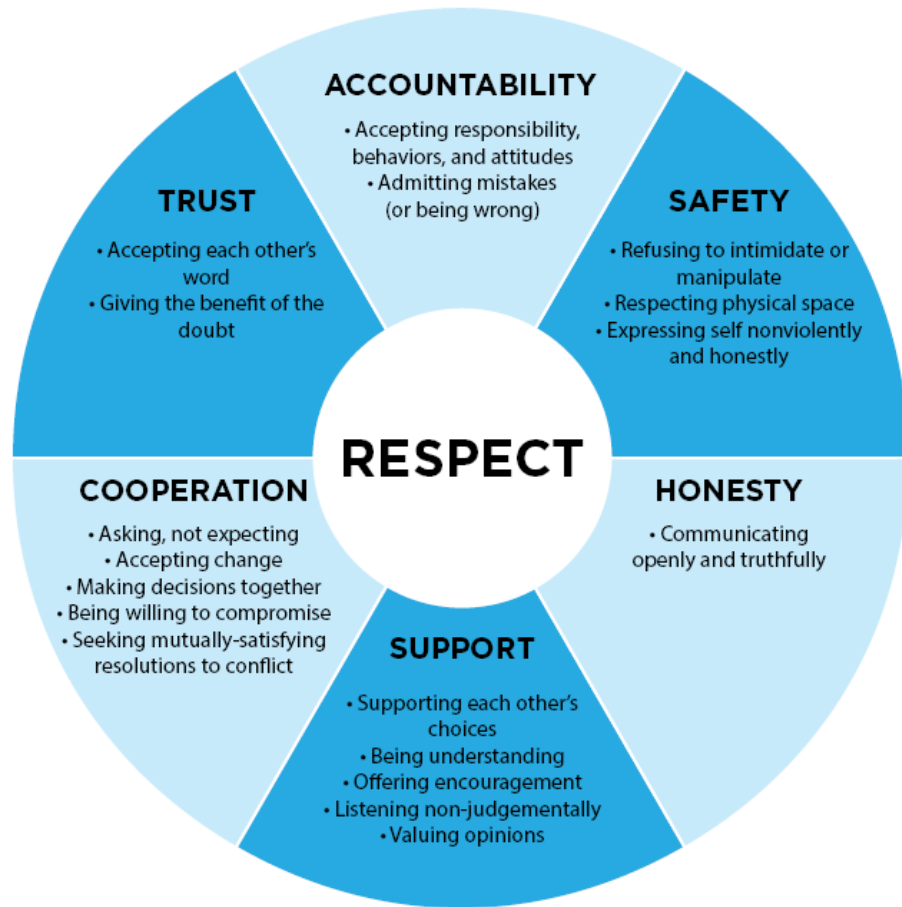 ACCOUNTABILITY
• Accepting responsibility,
behaviors, and attitudes
• Admitting mistakes
(or being wrong)
SAFETY
• Refusing to intimidate or
manipulate
• Respecting physical space
• Expressing self nonviolently
and honestly
HONESTY
• Communicating
openly and truthfully
SUPPORT
• Supporting each other's
choices
• Being understanding
• Offering encouragement
• Listening non-judgementally
• Valuing opinions
COOPERATION
• Asking, not expecting
• Accepting change
• Making decisions together
• Being willing to compromise
• Seeking mutually-satisfying
resolutions to conflict
TRUST
• Accepting each other's
word
• Giving the benefit of the
doubt
RESPECT